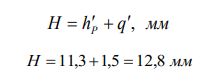 H = h'ₚ + q', мм
H = 11,3 + 1,5 = 12,8 мм